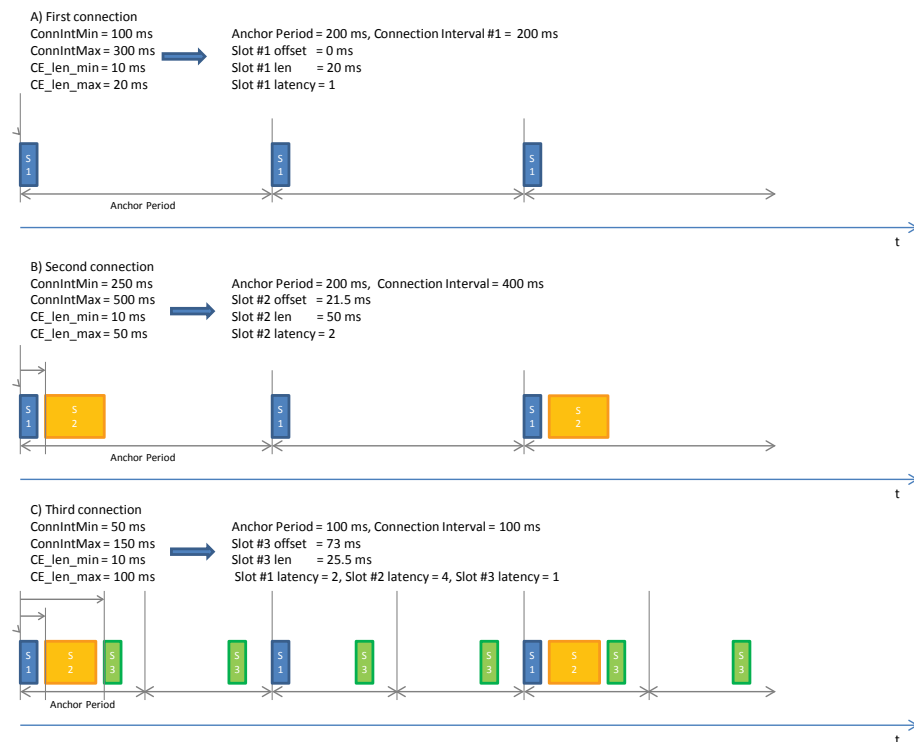 A) First connection
ConnIntMin = 100 ms
ConnIntMax = 300 ms
CE_len_min = 10 ms
CE_len_max = 20 ms
Anchor Period = 200 ms, Connection Interval #1 = 200 ms
Slot #1 offset = 0 ms
Slot #1 len = 20 ms
Slot #1 latency = 1
S
1
S
1
S
1
Anchor Period
t
B) Second connection
ConnIntMin = 250 ms
ConnIntMax = 500 ms
CE_len_min = 10 ms
CE_len_max = 50 ms
Anchor Period = 200 ms, Connection Interval = 400 ms
Slot #2 offset = 21.5 ms
Slot #2 len = 50 ms
Slot #2 latency = 2
S
1
S
2
S
1
S
1
S
2
Anchor Period
t
C) Third connection
ConnIntMin = 50 ms
ConnIntMax = 150 ms
CE_len_min = 10 ms
CE_len_max = 100 ms
Anchor Period = 100 ms, Connection Interval = 100 ms
Slot #3 offset = 73 ms
Slot #3 len = 25.5 ms
Slot #1 latency = 2, Slot #2 latency = 4, Slot #3 latency = 1
S
1
S
2
S
3
S
3
S
1
S
3
S
3
S
1
S
2
S
3
S
3
Anchor Period
t